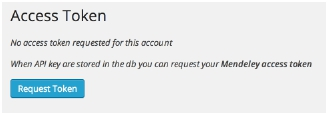 Access Token
No access token requested for this account
When API key are stored in the db you can request your Mendeley access token
Request Token